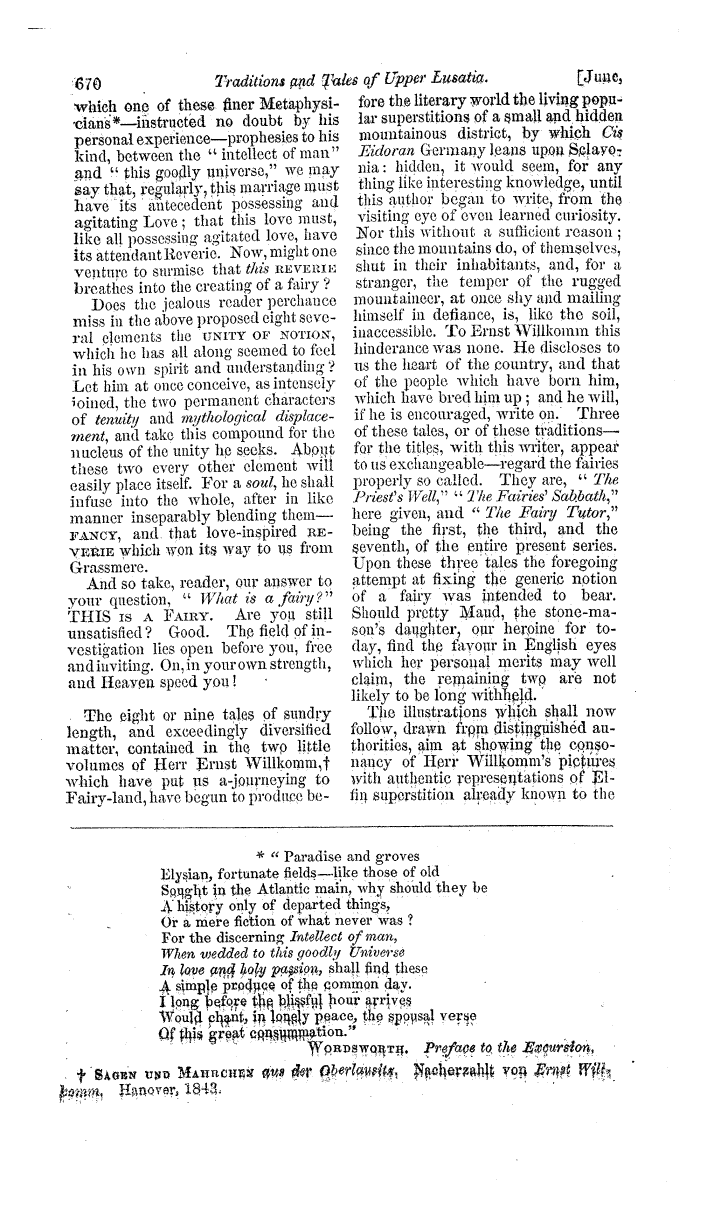 670 Traditions and Tales of Upper Lusatia. [June,
which one of these finer Metaphysi-
cians*—instructed no doubt by his
personal experience—prophesies to his
kind, between the “ intellect of man”
and “ this goodly universe,” we may
say that, regularly, this marriage must
have its antecedent possessing and
agitating Love ; that this love must,
like all possessing agitated love, have
its attendant Reverie. Now, might one
venture to surmise that this REVERIE
breathes into the creating of a fairy ?
Does the jealous reader perchance
miss in the above proposed eight seve-
ral elements the UNITY OF NOTION,
which he has all along seemed to feel
in his own spirit and understanding ?
Let him at once conceive, as intensely
joined, the two permanent characters
of tenuity and mythological displace-
ment, and take this compound for the
nucleus of the unity he seeks. About
these two every other element will
easily place itself. For a soul, he shall
infuse into the whole, after in like
manner inseparably blending them—
FANCY, and that love-inspired RE-
VERIE which won its way to us from
Grassmere.
And so take, reader, our answer to
your question, “ What is a fairy?”
THIS IS A FAIRY. Are you still
unsatisfied ? Good. The field of in-
vestigation lies open before you, free
and inviting. On, in your own strength,
and Heaven speed you !
The eight or nine tales of sundry
length, and exceedingly diversified
matter, contained in the two little
volumes of Herr Ernst Willkomm,†
which have put us a-journeying to
Fairy-land, have begun to produce be-
fore the literary world the living popu-
lar superstitions of a small and hidden
mountainous district, by which Cis
Eidoran Germany leans upon Sclavo-
nia : hidden, it would seem, for any
thing like interesting knowledge, until
this author began to write, from the
visiting eye of even learned curiosity.
Nor this without a sufficient reason ;
since the mountains do, of themselves,
shut in their inhabitants, and, for a
stranger, the temper of the rugged
mountaineer, at once shy and mailing
himself in defiance, is, like the soil,
inaccessible. To Ernst Willkomm this
hinderance was none. He discloses to
us the heart of the country, and that
of the people which have born him,
which have bred him up ; and he will,
if he is encouraged, write on. Three
of these tales, or of these traditions—
for the titles, with this writer, appear
to us exchangeable—regard the fairies
properly so called. They are, “ The
Priest's Well,” “ The Fairies' Sabbath,”
here given, and “ The Fairy Tutor,”
being the first, the third, and the
seventh, of the entire present series.
Upon these three tales the foregoing
attempt at fixing the generic notion
of a fairy was intended to bear.
Should pretty Maud, the stone-ma-
son's daughter, our heroine for to-
day, find the favour in English eyes
which her personal merits may well
claim, the remaining two are not
likely to be long withheld.
The illustrations which shall now
follow, drawn from distinguished au-
thorities, aim at showing the conso-
nancy of Herr Willkomm's pictures
with authentic representations of El-
fin superstition already known to the
* “ Paradise and groves
Elysian, fortunate fields—like those of old
Sought in the Atlantic main, why should they be
A history only of departed things,
Or a mere fiction of what never was ?
For the discerning Intellect of man,
When wedded to this goodly Universe
In love and holy passion, shall find these
A simple produce of the common day.
I long before the blissful hour arrives
Would chant, in lonely peace, the spousal verse
Of this great consummation.”
WORDSWORTH. Preface to the Excursion.
† SAGEN UND MAHRCHEN aus der Oberlausitz. Nacherzahlt von Ernst Will-
komm. Hanover, 1843.